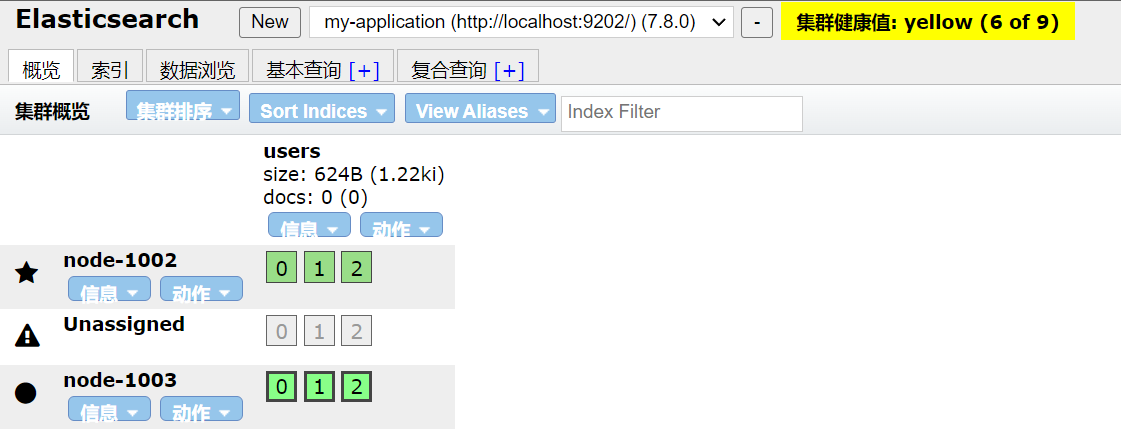 Elasticsearch New my-application (http://localhost:9202/) (7.8.0) - 集群健康值: yellow (6 of 9)
概览 索引 数据浏览 基本查询 [+] 复合查询 [+]
集群概览 集群排序 Sort Indices View Aliases Index Filter
users
size: 624B (1.22ki)
docs: 0 (0)
信息 动作
node-1002 0 1 2
信息 动作
Unassigned 0 1 2
node-1003 0 1 2
信息 动作